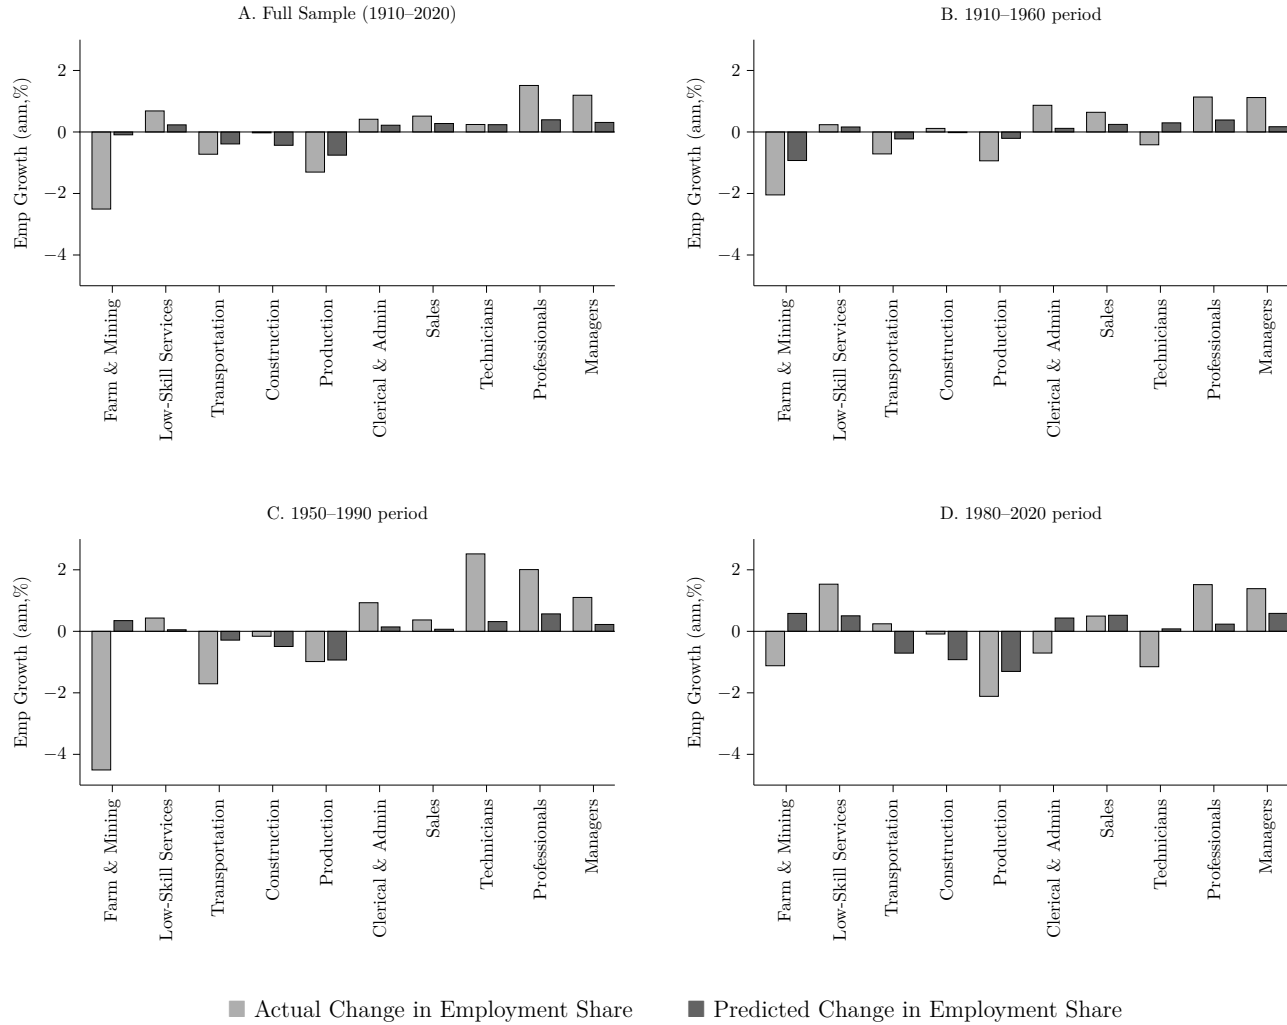 A. Full Sample (1910–2020)
Emp Growth (ann,%)
2
0
−2
−4
Farm & Mining
Low-Skill Services
Transportation
Construction
Production
Clerical & Admin
Sales
Technicians
Professionals
Managers
B. 1910–1960 period
Emp Growth (ann,%)
2
0
−2
−4
Farm & Mining
Low-Skill Services
Transportation
Construction
Production
Clerical & Admin
Sales
Technicians
Professionals
Managers
C. 1950–1990 period
Emp Growth (ann,%)
2
0
−2
−4
Farm & Mining
Low-Skill Services
Transportation
Construction
Production
Clerical & Admin
Sales
Technicians
Professionals
Managers
D. 1980–2020 period
Emp Growth (ann,%)
2
0
−2
−4
Farm & Mining
Low-Skill Services
Transportation
Construction
Production
Clerical & Admin
Sales
Technicians
Professionals
Managers
Actual Change in Employment Share
Predicted Change in Employment Share